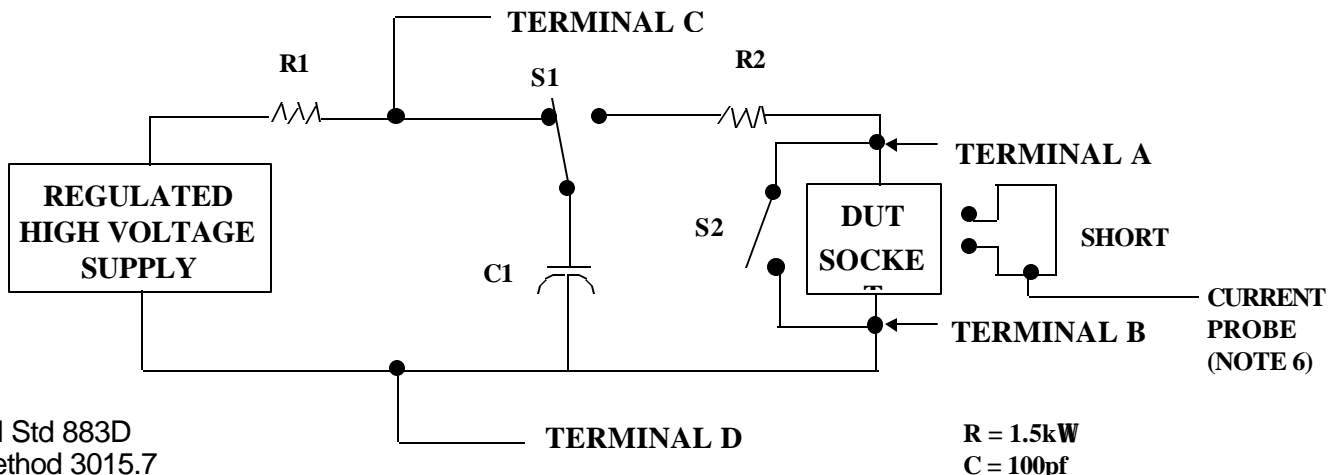 TERMINAL C
R1
S1
R2
REGULATED
HIGH VOLTAGE
SUPPLY
C1
S2
TERMINAL A
DUT
SOCKE
SHORT
TERMINAL B
CURRENT
PROBE
(NOTE 6)
TERMINAL D
l Std 883D
ethod 3015.7
R = 1.5kW
C = 100pf